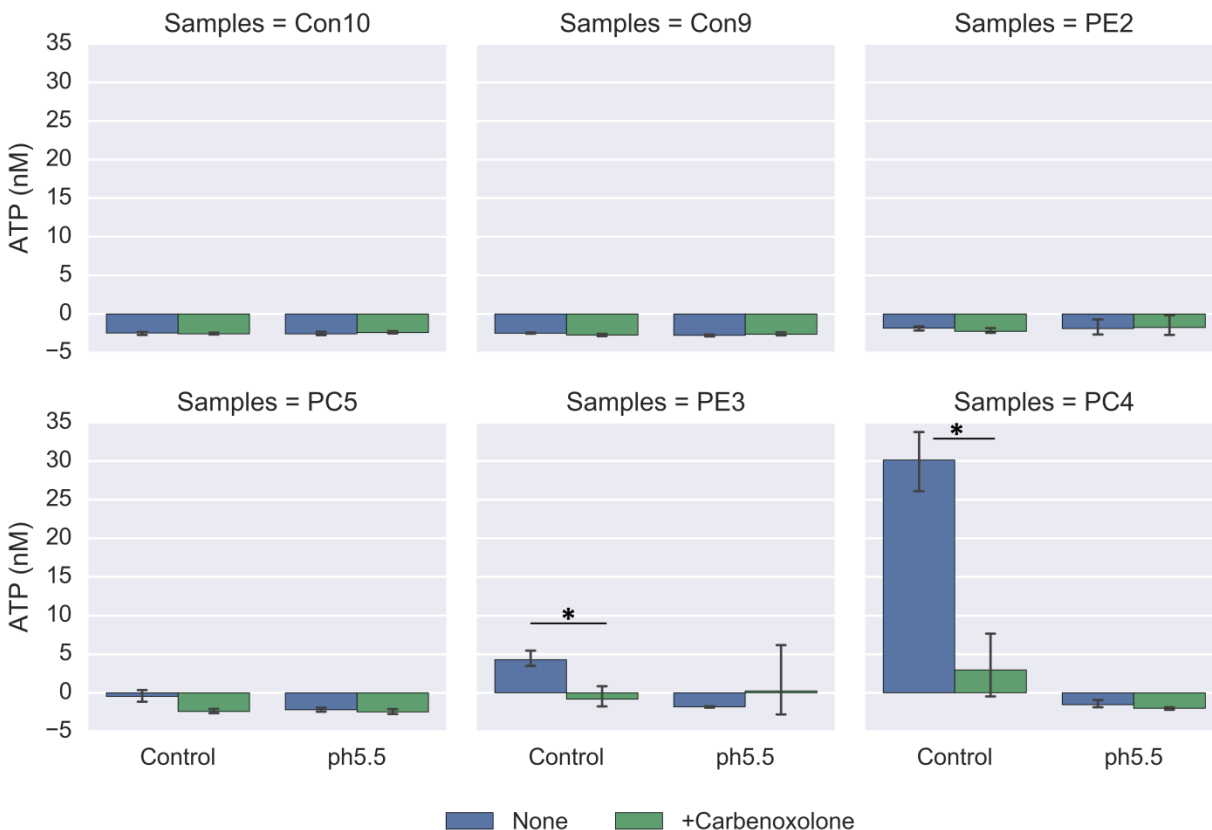 Samples = Con10
Samples = Con9
Samples = PE2
35
30
25
20
15
10
5
0
−5
ATP (nM)
Samples = PC5
Samples = PE3
Samples = PC4
35
30
25
20
15
10
5
0
−5
ATP (nM)
*
*
Control ph5.5
Control ph5.5
Control ph5.5
None +Carbenoxolone